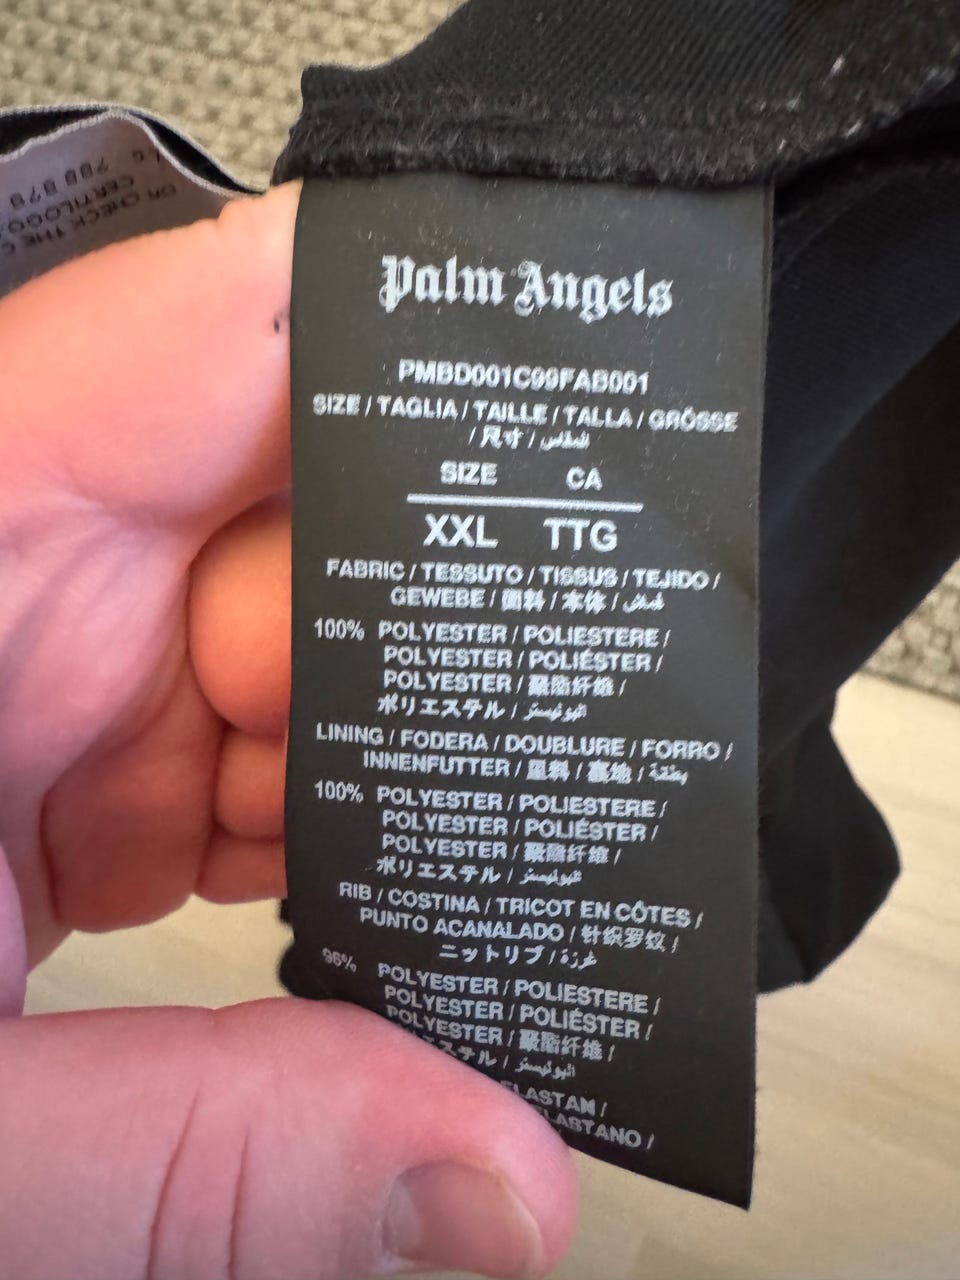 Palm Angels
PMBD001C99FAB001
SIZE / TAGLIA / TAILLE / TALLA / GRÖSSE
/ 尺寸 / المقاس
SIZE CA
XXL TTG
FABRIC / TESSUTO / TISSUS / TEJIDO /
GEWEBE / 面料 / 本体 / قماش
100% POLYESTER / POLIESTERE /
POLYESTER / POLIÉSTER /
POLYESTER / 聚酯纤维 /
ポリエステル / البوليستر
LINING / FODERA / DOUBLURE / FORRO /
INNENFUTTER / 里料 / 裏地 / بطانة
100% POLYESTER / POLIESTERE /
POLYESTER / POLIÉSTER /
POLYESTER / 聚酯纤维 /
ポリエステル / البوليستر
RIB / COSTINA / TRICOT EN CÔTES /
PUNTO ACANALADO / 针织罗纹 /
ニットリブ / غرزة
96% POLYESTER / POLIESTERE /
POLYESTER / POLIÉSTER /
POLYESTER / 聚酯纤维 /
ステル / البوليستر
ELASTAN /
ELASTANO /
OR CHECK THE C
CERTILOGO